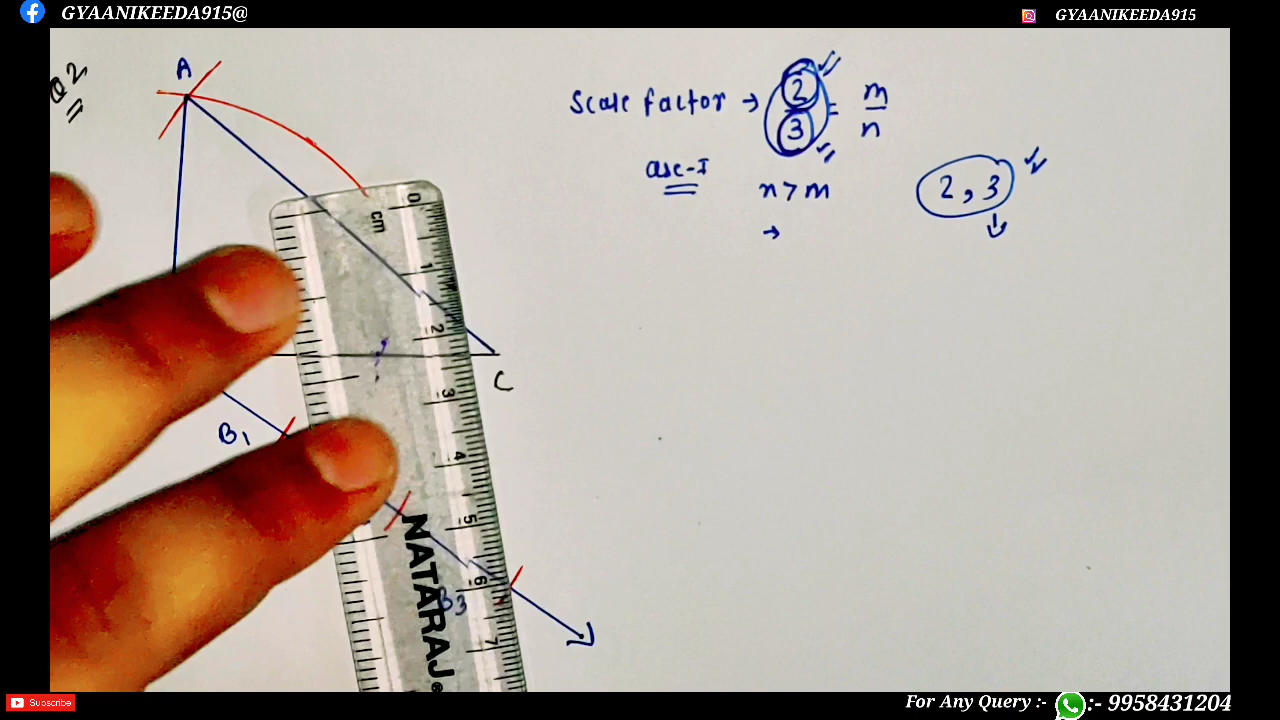 GYAANIKEEDA915@
GYAANIKEEDA915
Q2
A
Scale factor → 2/3 = m/n
case-I n > m
2, 3
→
0
cm
1
2
3
C
B1
4
5
NATARAJ®
6
B3
7
Subscribe
For Any Query :- :- 9958431204